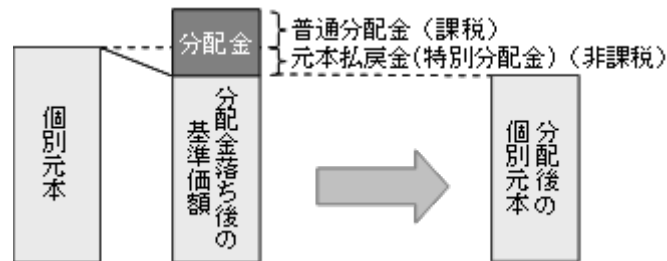 分配金
普通分配金（課税）
元本払戻金(特別分配金)（非課税）
個別元本
分配金落ち後の
基準価額
分配後の
個別元本